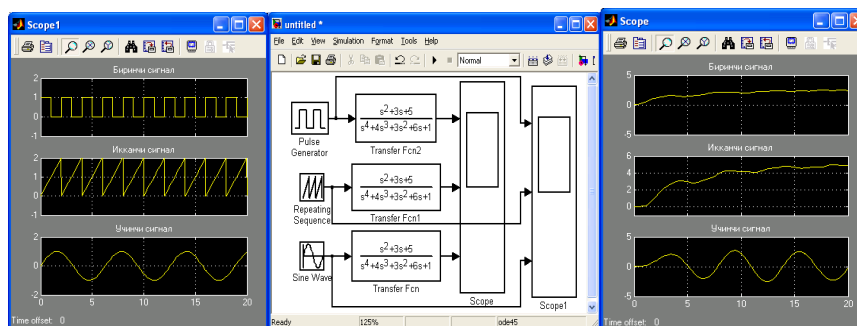 Scope1
Биринчи сигнал
2
1
0
-1
Икканчи сигнал
2
1
0
-1
Учинчи сигнал
2
0
-2
0 5 10 15 20
Time offset: 0
untitled *
File Edit View Simulation Format Tools Help
Normal
Pulse
Generator
s²+3s+5
s⁴+4s³+3s²+6s+1
Transfer Fcn2
Repeating
Sequence
s²+3s+5
s⁴+4s³+3s²+6s+1
Transfer Fcn1
Sine Wave
s²+3s+5
s⁴+4s³+3s²+6s+1
Transfer Fcn
Scope
Scope1
Ready 125% ode45
Scope
Биринчи сигнал
5
0
-5
Икканчи сигнал
6
4
2
0
Учинчи сигнал
5
0
-5
0 5 10 15 20
Time offset: 0